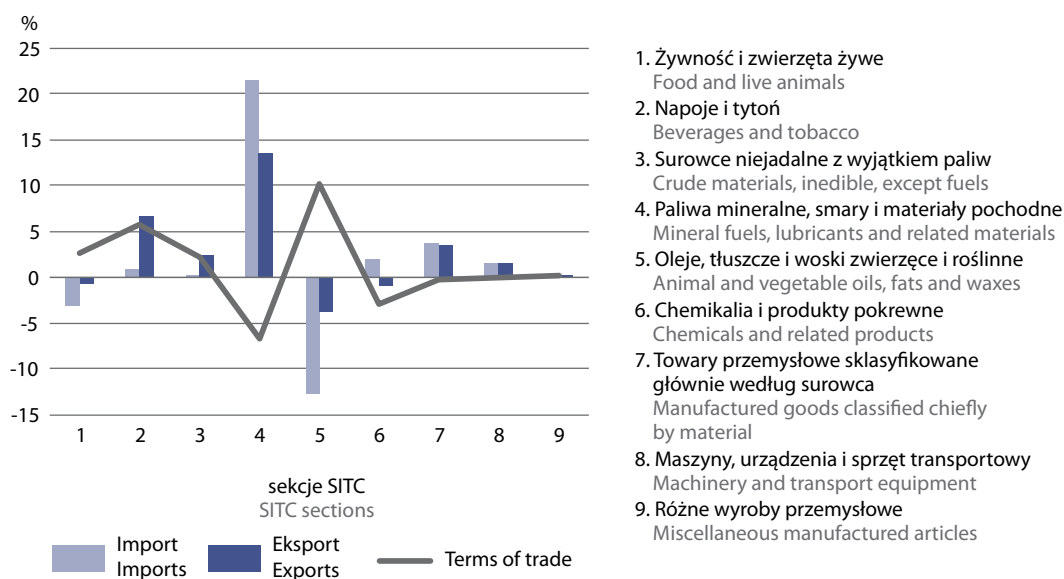 %
25
20
15
10
5
0
-5
-10
-15
1 2 3 4 5 6 7 8 9
sekcje SITC
SITC sections
Import
Imports
Eksport
Exports
Terms of trade
1. Żywność i zwierzęta żywe
Food and live animals
2. Napoje i tytoń
Beverages and tobacco
3. Surowce niejadalne z wyjątkiem paliw
Crude materials, inedible, except fuels
4. Paliwa mineralne, smary i materiały pochodne
Mineral fuels, lubricants and related materials
5. Oleje, tłuszcze i woski zwierzęce i roślinne
Animal and vegetable oils, fats and waxes
6. Chemikalia i produkty pokrewne
Chemicals and related products
7. Towary przemysłowe sklasyfikowane
głównie według surowca
Manufactured goods classified chiefly
by material
8. Maszyny, urządzenia i sprzęt transportowy
Machinery and transport equipment
9. Różne wyroby przemysłowe
Miscellaneous manufactured articles